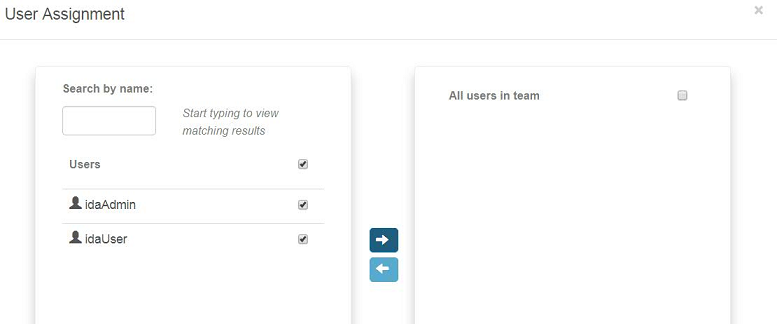 User Assignment
Search by name:
Start typing to view
matching results
Users
idaAdmin
idaUser
All users in team